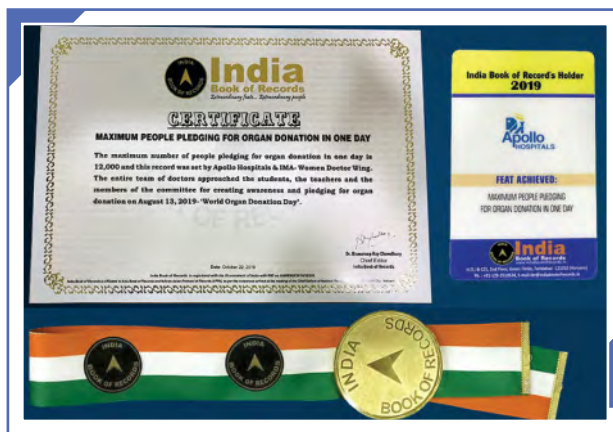 India
Book of Records
Extraordinary feats... Extraordinary people
CERTIFICATE
MAXIMUM PEOPLE PLEDGING FOR ORGAN DONATION IN ONE DAY
The maximum number of people pledging for organ donation in one day is
12,000 and this record was set by Apollo Hospitals & IMA- Women Doctor Wing.
The entire team of doctors approached the students, the teachers and the
members of the committee for creating awareness and pledging for organ
donation on August 13, 2019- 'World Organ Donation Day'.
Dr. Biswaroop Roy Chowdhury
Chief Editor
India Book of Records
Date: October 22, 2019
India Book of Record's Holder
2019
Apollo
HOSPITALS
FEAT ACHIEVED:
MAXIMUM PEOPLE PLEDGING
FOR ORGAN DONATION IN ONE DAY
India
Book of Records
INDIA
BOOK OF RECORDS
INDIA
BOOK OF RECORDS
INDIA
BOOK OF RECORDS